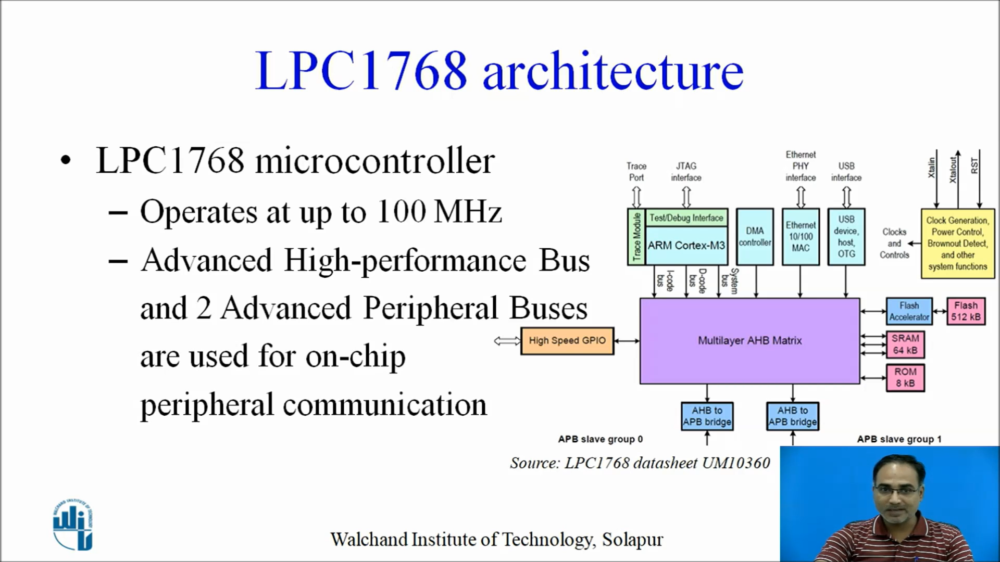 LPC1768 architecture
• LPC1768 microcontroller
– Operates at up to 100 MHz
– Advanced High-performance Bus
and 2 Advanced Peripheral Buses
are used for on-chip
peripheral communication
Trace
Port
JTAG
interface
Ethernet
PHY
interface
USB
interface
Xtalin
Xtalout
RST
Trace Module
Test/Debug Interface
ARM Cortex-M3
DMA
controller
Ethernet
10/100
MAC
USB
device,
host,
OTG
Clocks
and
Controls
Clock Generation,
Power Control,
Brownout Detect,
and other
system functions
I-code
bus
D-code
bus
System
bus
High Speed GPIO
Multilayer AHB Matrix
Flash
Accelerator
Flash
512 kB
SRAM
64 kB
ROM
8 kB
AHB to
APB bridge
AHB to
APB bridge
APB slave group 0
APB slave group 1
Source: LPC1768 datasheet UM10360
WALCHAND INSTITUTE OF TECHNOLOGY
Walchand Institute of Technology, Solapur